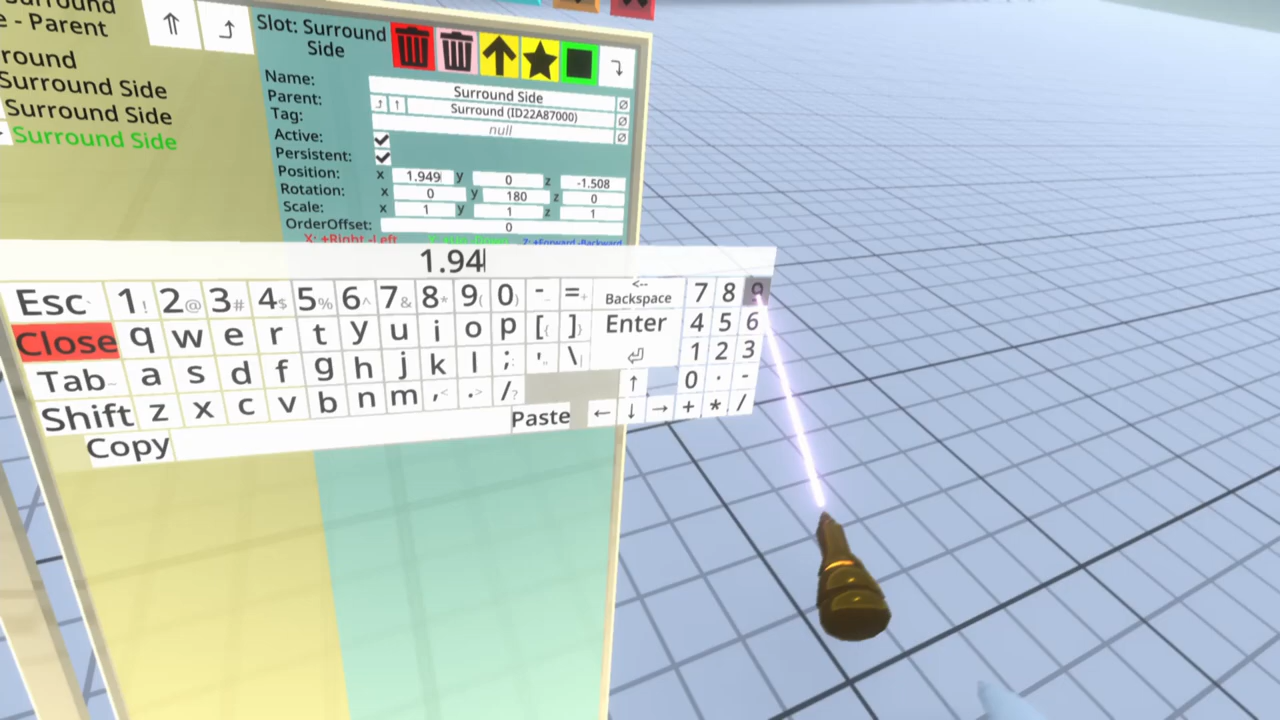 e - Parent
round
Surround Side
Surround Side
Surround Side
Slot: Surround
Side
Name: Surround Side
Parent: Surround (ID22A87000)
Tag: null
Active:
Persistent:
Position: x 1.949 y 0 z -1.508
Rotation: x 0 y 180 z 0
Scale: x 1 y 1 z 1
OrderOffset: 0
X: +Right -Left
Z: +Forward -Backward
1.94
Esc ` 1 ! 2 @ 3 # 4 $ 5 % 6 ^ 7 & 8 * 9 ( 0 ) - _ = + <-- Backspace 7 8 9
Close q w e r t y u i o p [ { ] } Enter 4 5 6
Tab a s d f g h j k l ; : ' " \ | 1 2 3
Shift z x c v b n m , < . > / ? ↑ 0 . -
Copy Paste ← ↓ → + * /